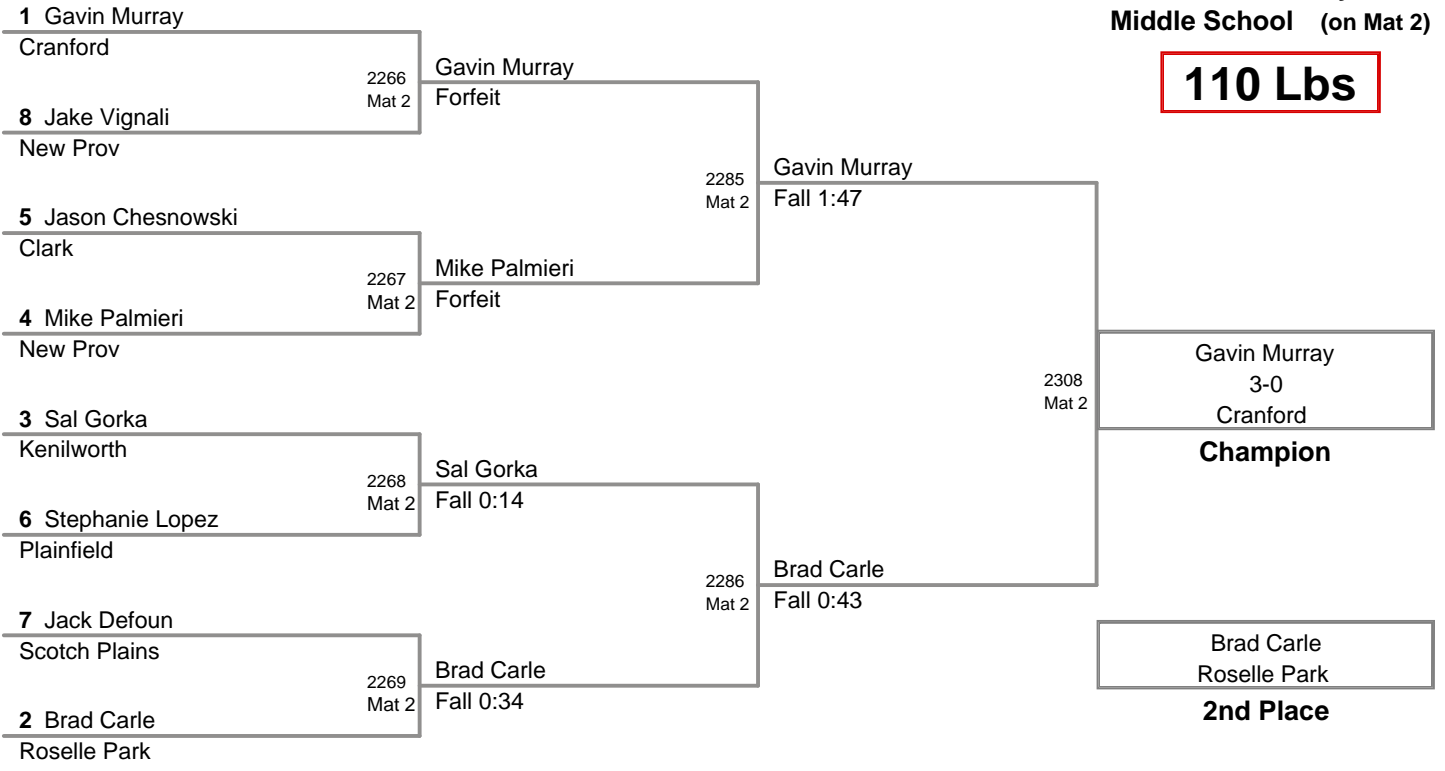 Middle School (on Mat 2)
110 Lbs
1 Gavin Murray
Cranford
2266
Mat 2
8 Jake Vignali
New Prov
Gavin Murray
Forfeit
5 Jason Chesnowski
Clark
2267
Mat 2
4 Mike Palmieri
New Prov
Mike Palmieri
Forfeit
2285
Mat 2
Gavin Murray
Fall 1:47
3 Sal Gorka
Kenilworth
2268
Mat 2
6 Stephanie Lopez
Plainfield
Sal Gorka
Fall 0:14
7 Jack Defoun
Scotch Plains
2269
Mat 2
2 Brad Carle
Roselle Park
Brad Carle
Fall 0:34
2286
Mat 2
Brad Carle
Fall 0:43
2308
Mat 2
Gavin Murray
3-0
Cranford
Champion
Brad Carle
Roselle Park
2nd Place